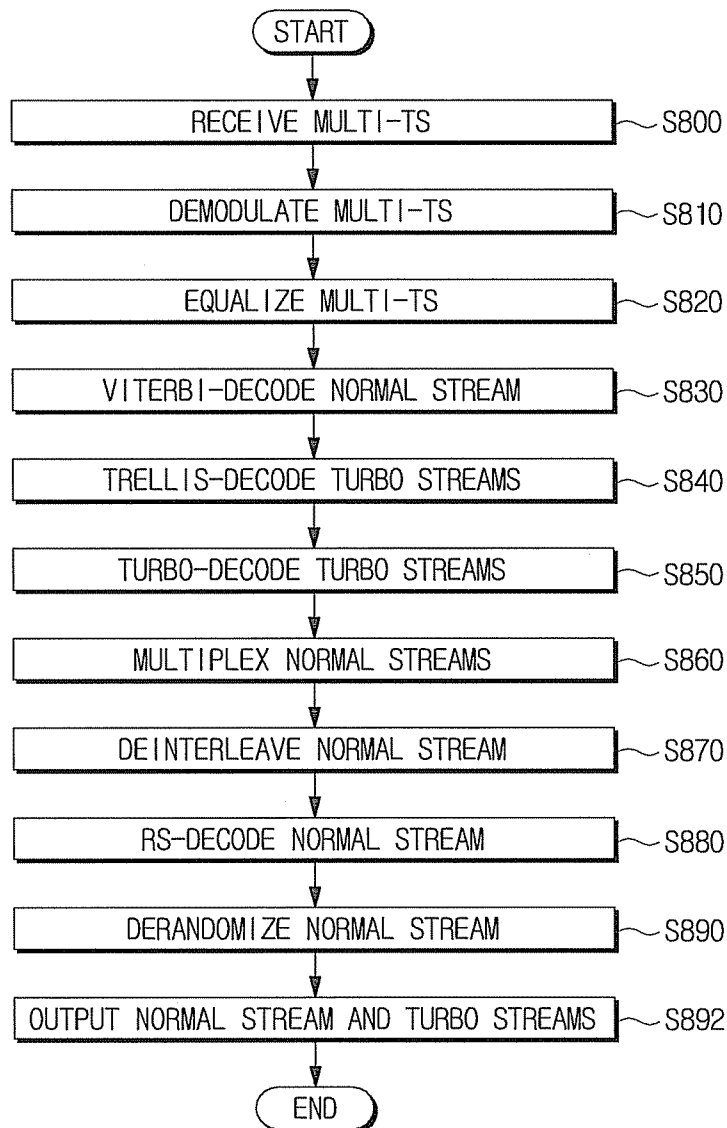 START
RECEIVE MULTI-TS
S800
DEMODULATE MULTI-TS
S810
EQUALIZE MULTI-TS
S820
VITERBI-DECODE NORMAL STREAM
S830
TRELLIS-DECODE TURBO STREAMS
S840
TURBO-DECODE TURBO STREAMS
S850
MULTIPLEX NORMAL STREAMS
S860
DEINTERLEAVE NORMAL STREAM
S870
RS-DECODE NORMAL STREAM
S880
DERANDOMIZE NORMAL STREAM
S890
OUTPUT NORMAL STREAM AND TURBO STREAMS
S892
END